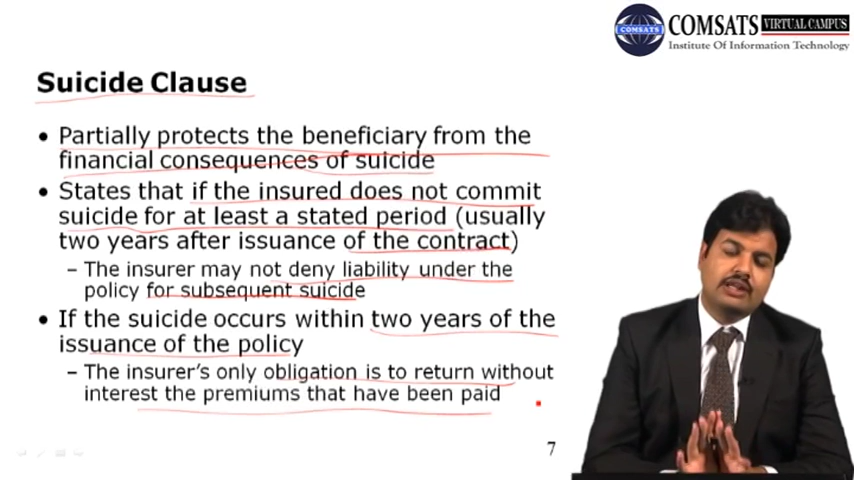 COMSATS VIRTUAL CAMPUS
COMSATS
Institute Of Information Technology
Suicide Clause
• Partially protects the beneficiary from the
financial consequences of suicide
• States that if the insured does not commit
suicide for at least a stated period (usually
two years after issuance of the contract)
– The insurer may not deny liability under the
policy for subsequent suicide
• If the suicide occurs within two years of the
issuance of the policy
– The insurer's only obligation is to return without
interest the premiums that have been paid
7